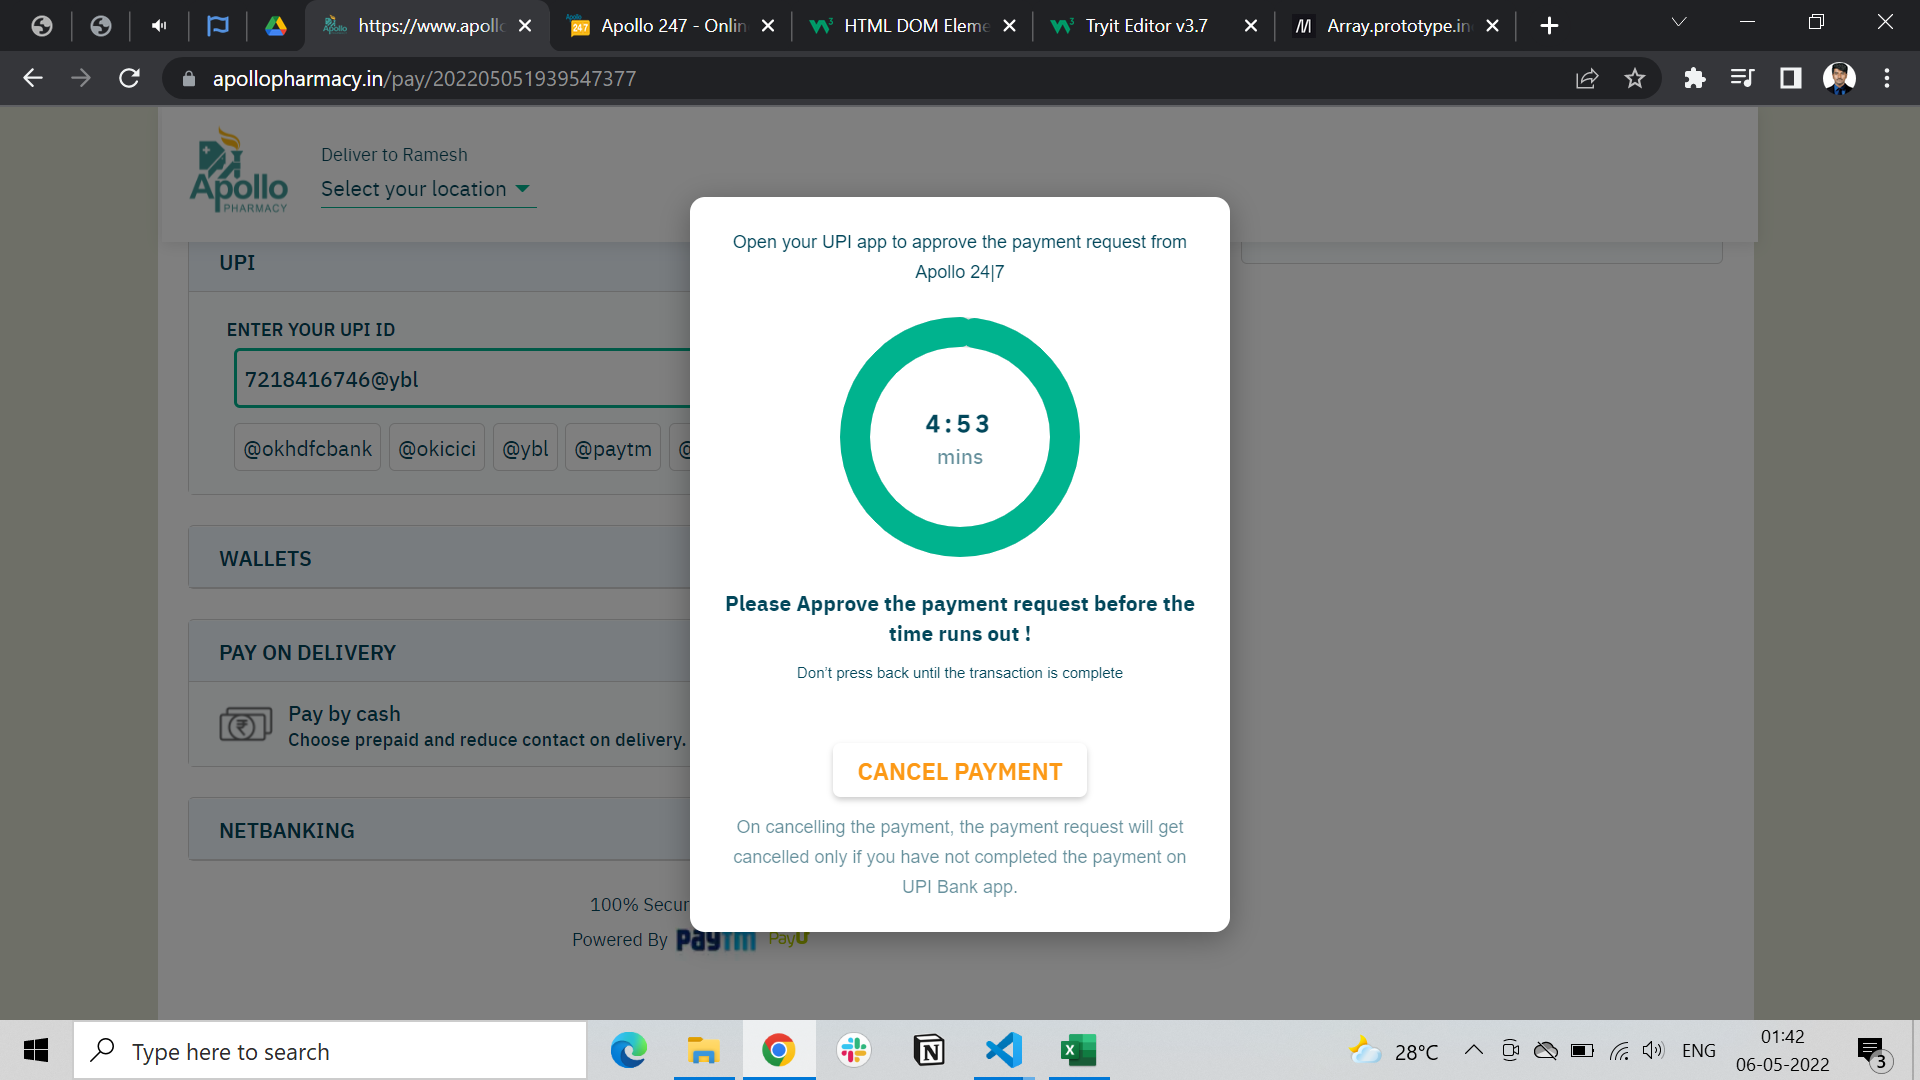 https://www.apollo
Apollo 247 - Onlin
HTML DOM Eleme
Tryit Editor v3.7
Array.prototype.in
apollopharmacy.in/pay/202205051939547377
Apollo
PHARMACY
Deliver to Ramesh
Select your location
UPI
ENTER YOUR UPI ID
7218416746@ybl
@okhdfcbank
@okicici
@ybl
@paytm
@
WALLETS
PAY ON DELIVERY
Pay by cash
Choose prepaid and reduce contact on delivery.
NETBANKING
100% Secur
Powered By Paytm PayU
Open your UPI app to approve the payment request from
Apollo 24|7
4:53
mins
Please Approve the payment request before the
time runs out !
Don't press back until the transaction is complete
CANCEL PAYMENT
On cancelling the payment, the payment request will get
cancelled only if you have not completed the payment on
UPI Bank app.
Type here to search
28°C
ENG
01:42
06-05-2022
3